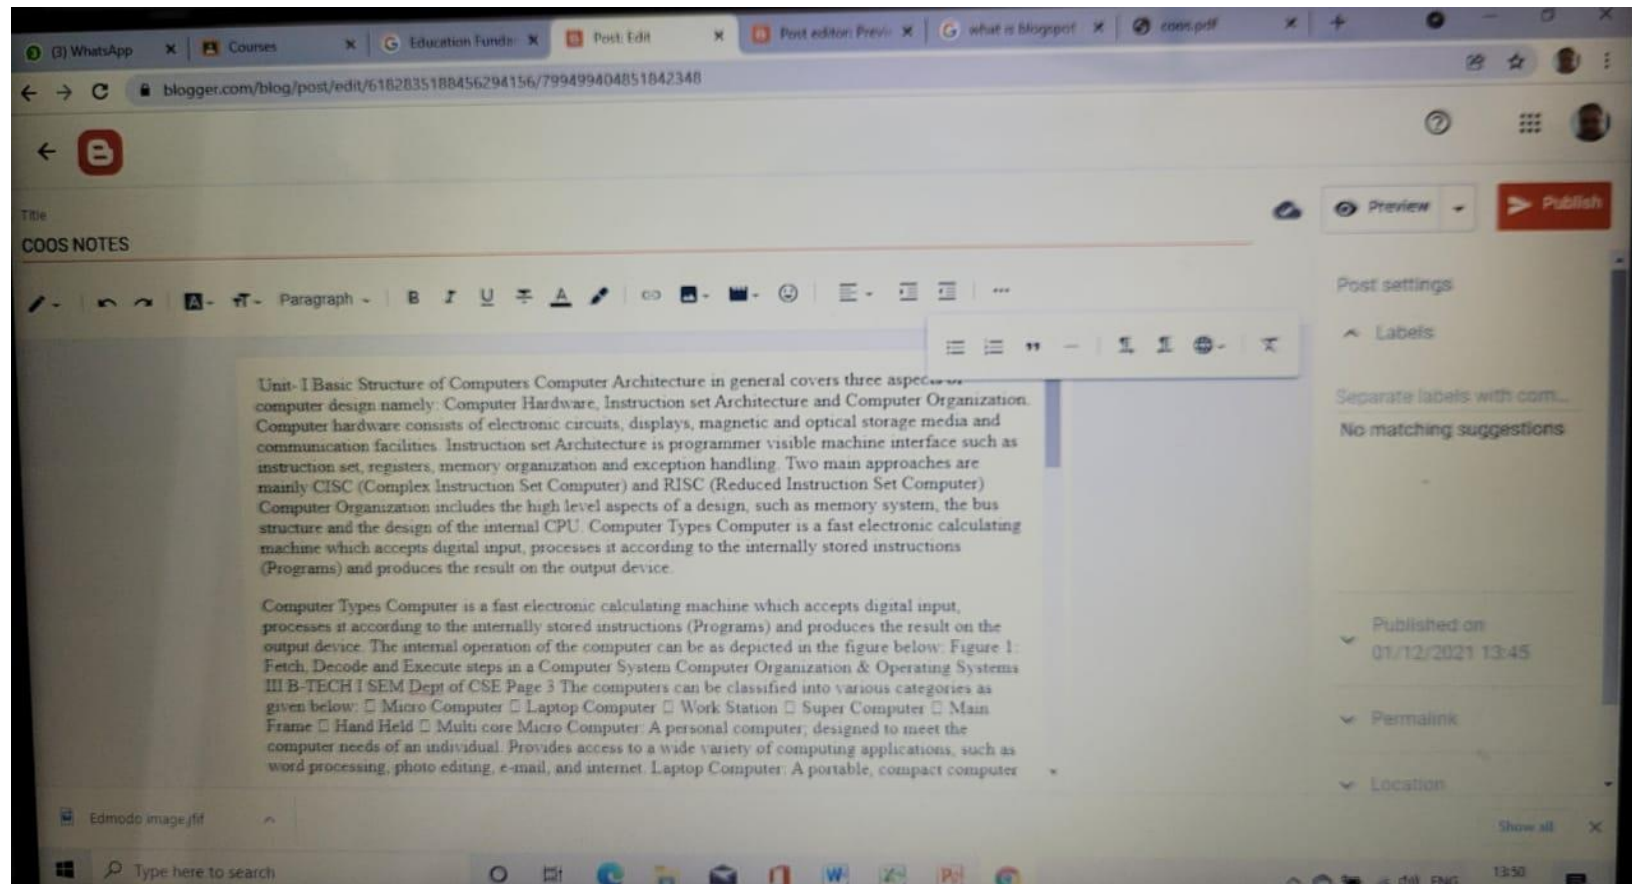 (3) WhatsApp
Courses
Education Funda
Post: Edit
Post editor: Previ
what is blogspot
coos.pdf
blogger.com/blog/post/edit/6182835188456294156/799499404851842348
Title
COOS NOTES
Preview
Publish
Paragraph
Post settings
Labels
Separate labels with com...
No matching suggestions
Unit- I Basic Structure of Computers Computer Architecture in general covers three
computer design namely: Computer Hardware, Instruction set Architecture and Computer Organization.
Computer hardware consists of electronic circuits, displays, magnetic and optical storage media and
communication facilities. Instruction set Architecture is programmer visible machine interface such as
instruction set, registers, memory organization and exception handling. Two main approaches are
mainly CISC (Complex Instruction Set Computer) and RISC (Reduced Instruction Set Computer)
Computer Organization includes the high level aspects of a design, such as memory system, the bus
structure and the design of the internal CPU. Computer Types Computer is a fast electronic calculating
machine which accepts digital input, processes it according to the internally stored instructions
(Programs) and produces the result on the output device.
Computer Types Computer is a fast electronic calculating machine which accepts digital input,
processes it according to the internally stored instructions (Programs) and produces the result on the
output device. The internal operation of the computer can be as depicted in the figure below: Figure 1:
Fetch, Decode and Execute steps in a Computer System Computer Organization & Operating Systems
III B-TECH I SEM Dept of CSE Page 3 The computers can be classified into various categories as
given below: □ Micro Computer □ Laptop Computer □ Work Station □ Super Computer □ Main
Frame □ Hand Held □ Multi core Micro Computer: A personal computer; designed to meet the
computer needs of an individual. Provides access to a wide variety of computing applications, such as
word processing, photo editing, e-mail, and internet. Laptop Computer: A portable, compact computer
Published on
01/12/2021 13:45
Permalink
Location
Edmodo image.jfif
Show all
Type here to search
ENG
13:50